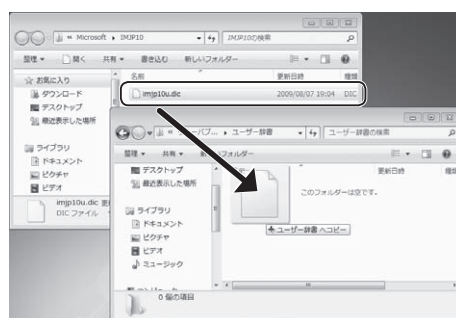 « Microsoft ▸ IMJP10
IMJP10の検索
整理 ▼ 開く 共有 ▼ 書き込む 新しいフォルダー
お気に入り
ダウンロード
デスクトップ
最近表示した場所
ライブラリ
ドキュメント
ピクチャ
ビデオ
名前 更新日時 種類
imjp10u.dic 2009/08/07 19:04 DIC
imjp10u.dic 更
DIC ファイル
▸ ユーザー辞書
ユーザー辞書の検索
整理 ▼ 共有 ▼ 新しいフォルダー
デスクトップ
最近表示した場所
ライブラリ
ドキュメント
ピクチャ
ビデオ
ミュージック
更新日時
このフォルダーは空です。
ユーザー辞書 へコピー
0 個の項目